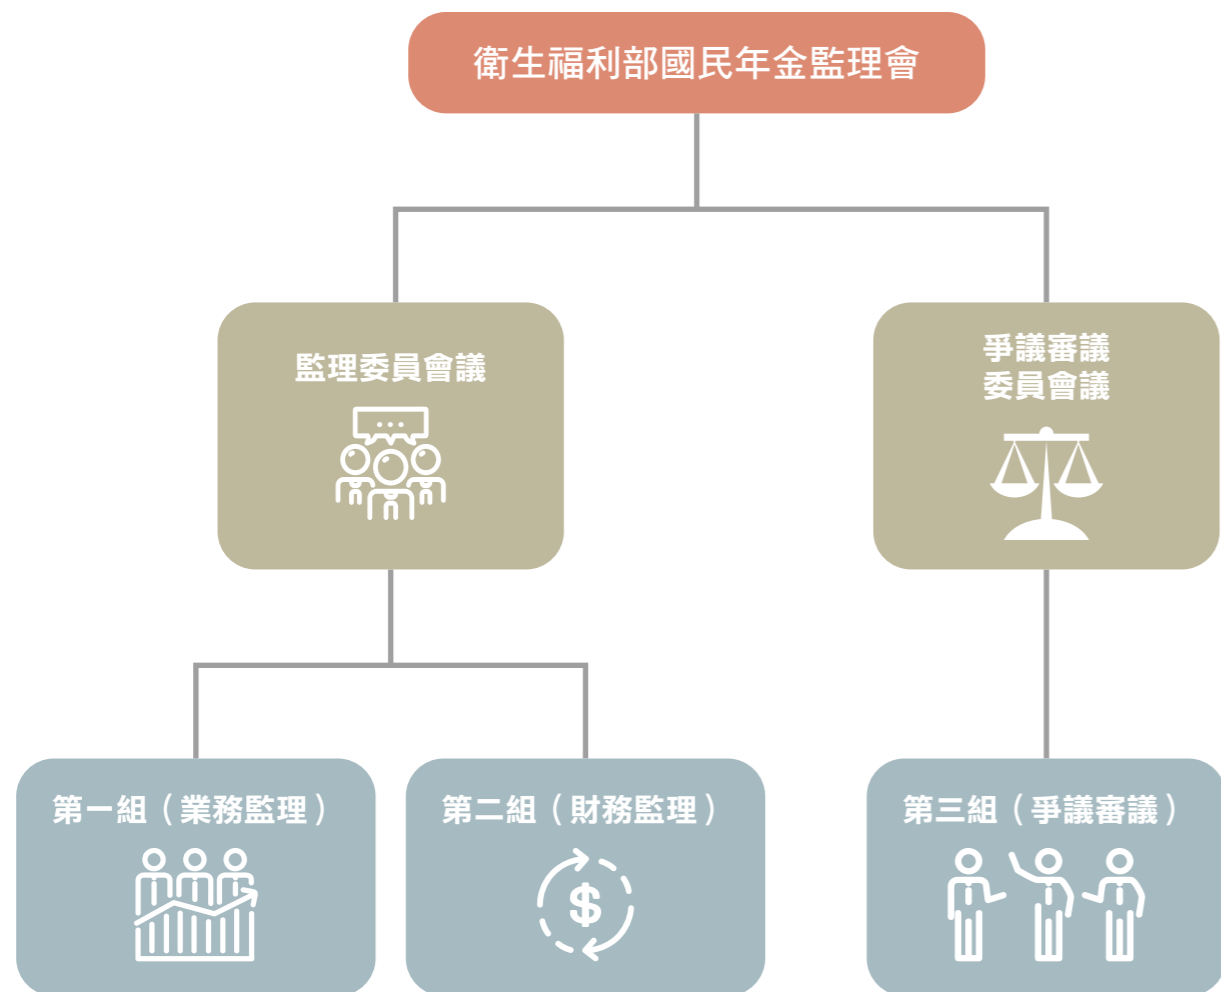 衛生福利部國民年金監理會
監理委員會議
爭議審議
委員會議
第一組（業務監理）
第二組（財務監理）
$
第三組（爭議審議）